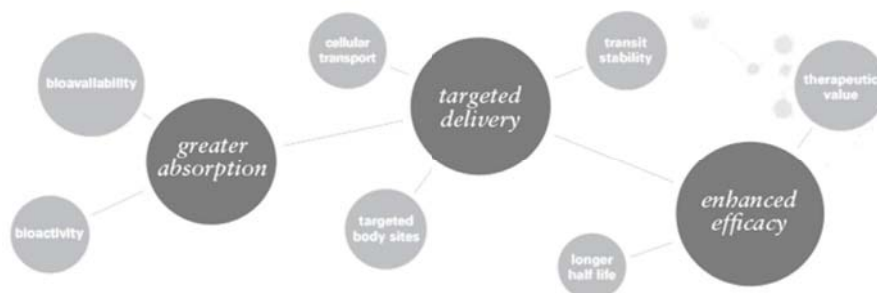 bioavallability
bioactivity
greater
absorption
cellular
transport
targeted
delivery
targeted
body sites
transit
stability
therapeutic
value
enhanced
efficacy
longer
half life